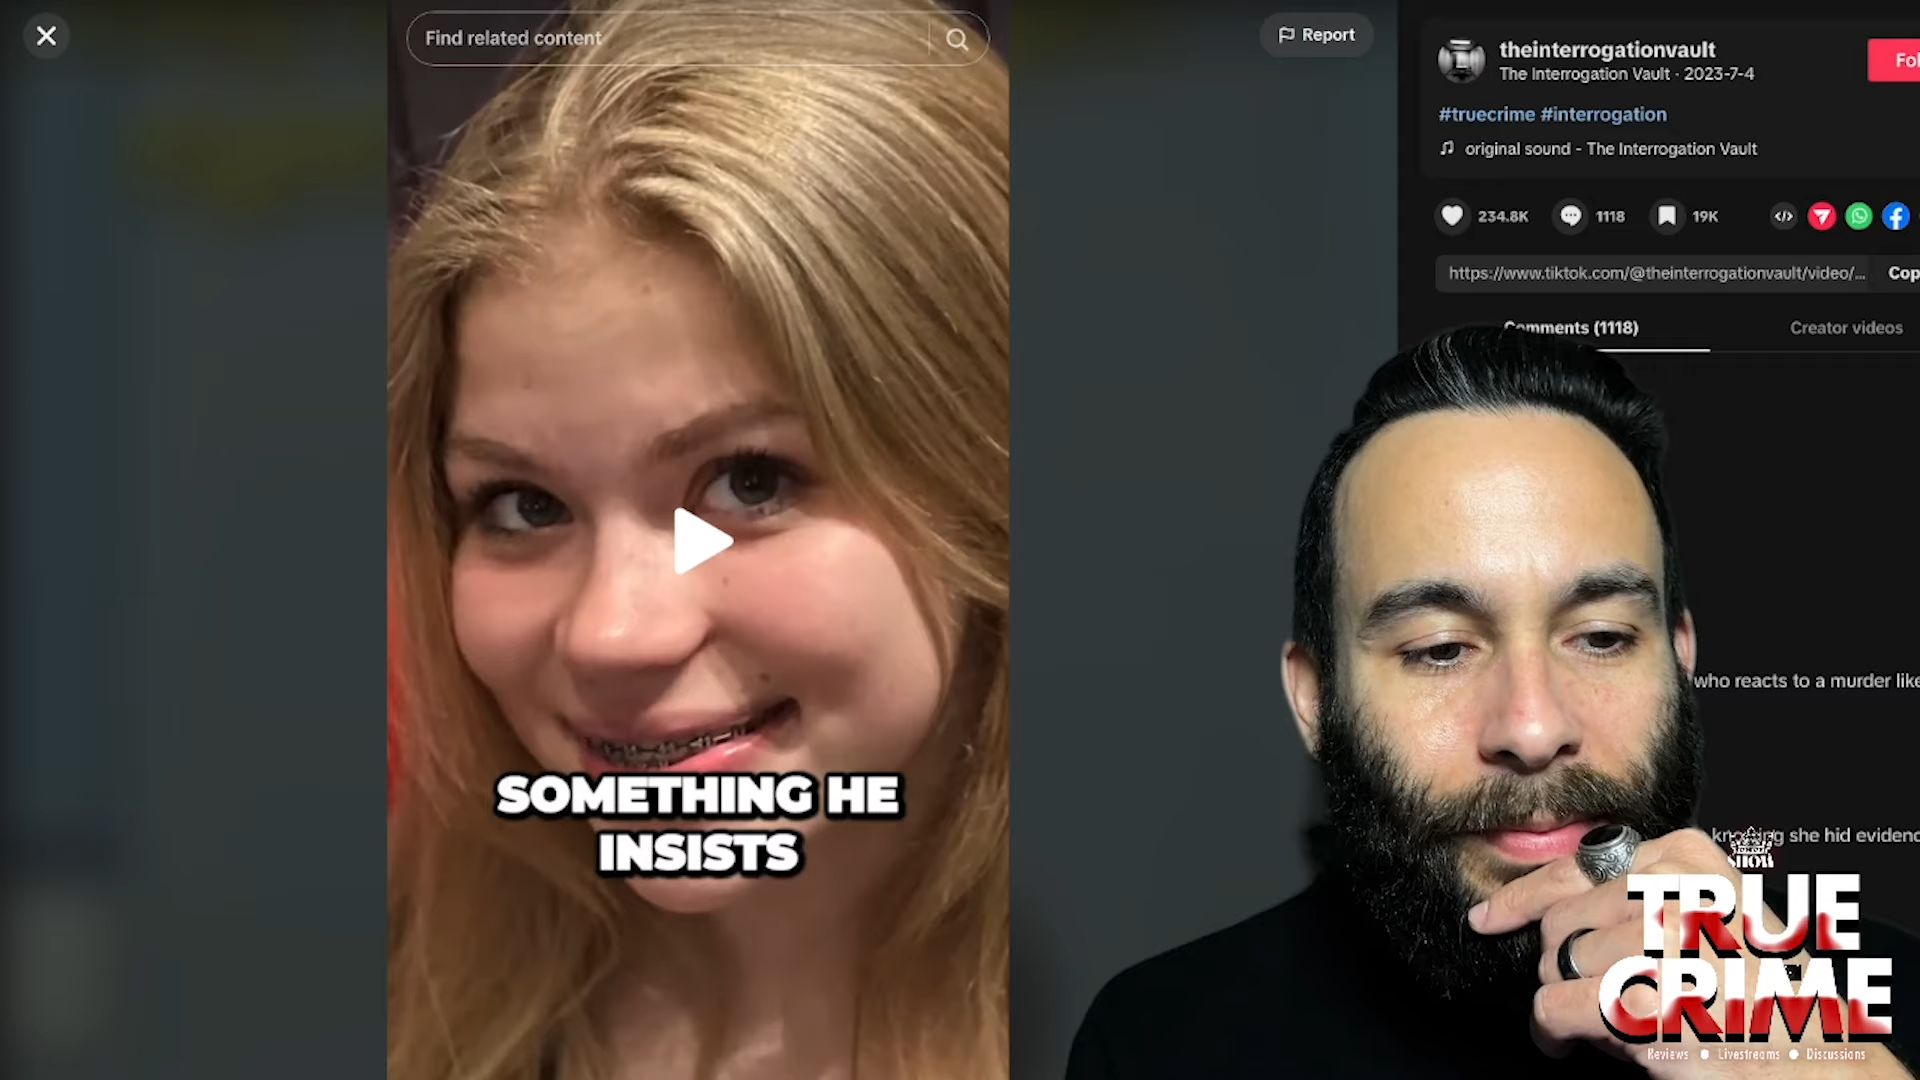 Find related content
Report
theinterrogationvault
The Interrogation Vault · 2023-7-4
#truecrime #interrogation
original sound - The Interrogation Vault
234.8K
1118
19K
https://www.tiktok.com/@theinterrogationvault/video/...
Comments (1118)
Creator videos
who reacts to a murder like
SOMETHING HE
INSISTS
she hid
SHOW
TRUE
CRIME
Reviews ● Livestreams ● Discussions